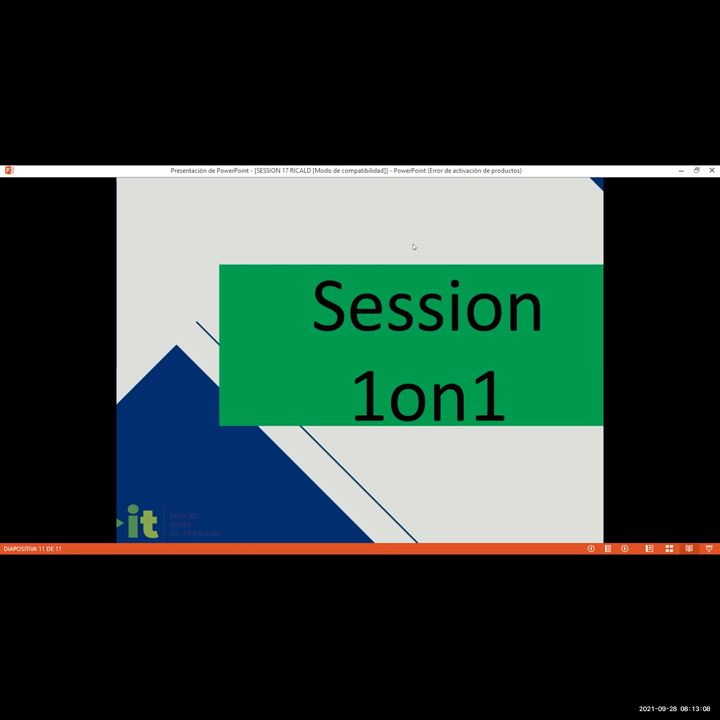 Presentación de PowerPoint - [SESSION 17 RICALD [Modo de compatibilidad]] - PowerPoint (Error de activación de productos)
Session
1on1
it
DIAPOSITIVA 11 DE 11
2021-09-28 08:13:08